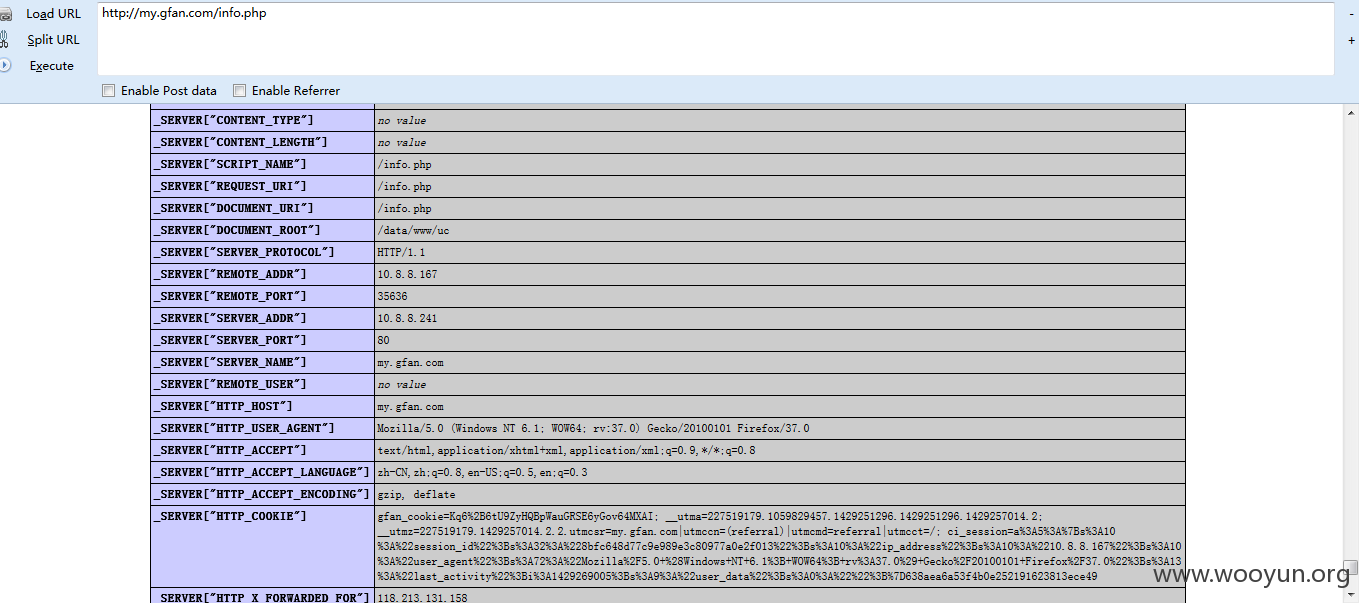 Load URL http://my.gfan.com/info.php -
Split URL +
Execute
Enable Post data Enable Referrer
_SERVER["CONTENT_TYPE"] no value
_SERVER["CONTENT_LENGTH"] no value
_SERVER["SCRIPT_NAME"] /info.php
_SERVER["REQUEST_URI"] /info.php
_SERVER["DOCUMENT_URI"] /info.php
_SERVER["DOCUMENT_ROOT"] /data/www/uc
_SERVER["SERVER_PROTOCOL"] HTTP/1.1
_SERVER["REMOTE_ADDR"] 10.8.8.167
_SERVER["REMOTE_PORT"] 35636
_SERVER["SERVER_ADDR"] 10.8.8.241
_SERVER["SERVER_PORT"] 80
_SERVER["SERVER_NAME"] my.gfan.com
_SERVER["REMOTE_USER"] no value
_SERVER["HTTP_HOST"] my.gfan.com
_SERVER["HTTP_USER_AGENT"] Mozilla/5.0 (Windows NT 6.1; WOW64; rv:37.0) Gecko/20100101 Firefox/37.0
_SERVER["HTTP_ACCEPT"] text/html,application/xhtml+xml,application/xml;q=0.9,*/*;q=0.8
_SERVER["HTTP_ACCEPT_LANGUAGE"] zh-CN,zh;q=0.8,en-US;q=0.5,en;q=0.3
_SERVER["HTTP_ACCEPT_ENCODING"] gzip, deflate
_SERVER["HTTP_COOKIE"] gfan_cookie=Kq6%2B6tU9ZyHQBpWauGRSE6yGov64MXAI; __utma=227519179.1059829457.1429251296.1429251296.1429257014.2;
__utmz=227519179.1429257014.2.2.utmcsr=my.gfan.com|utmccn=(referral)|utmcmd=referral|utmcct=/; ci_session=a%3A5%3A%7Bs%3A10
%3A%22session_id%22%3Bs%3A32%3A%228bfc648d77c9e989e3c80977a0e2f013%22%3Bs%3A10%3A%22ip_address%22%3Bs%3A10%3A%2210.8.8.167%22%3Bs%3A10
%3A%22user_agent%22%3Bs%3A72%3A%22Mozilla%2F5.0+%28Windows+NT+6.1%3B+WOW64%3B+rv%3A37.0%29+Gecko%2F20100101+Firefox%2F37.0%22%3Bs%3A13
%3A%22last_activity%22%3Bi%3A1429269005%3Bs%3A9%3A%22user_data%22%3Bs%3A0%3A%22%22%3B%7D638aea6a53f4b0e252191623813ece49
www.wooyun.org
_SERVER["HTTP_X_FORWARDED_FOR"] 118.213.131.158